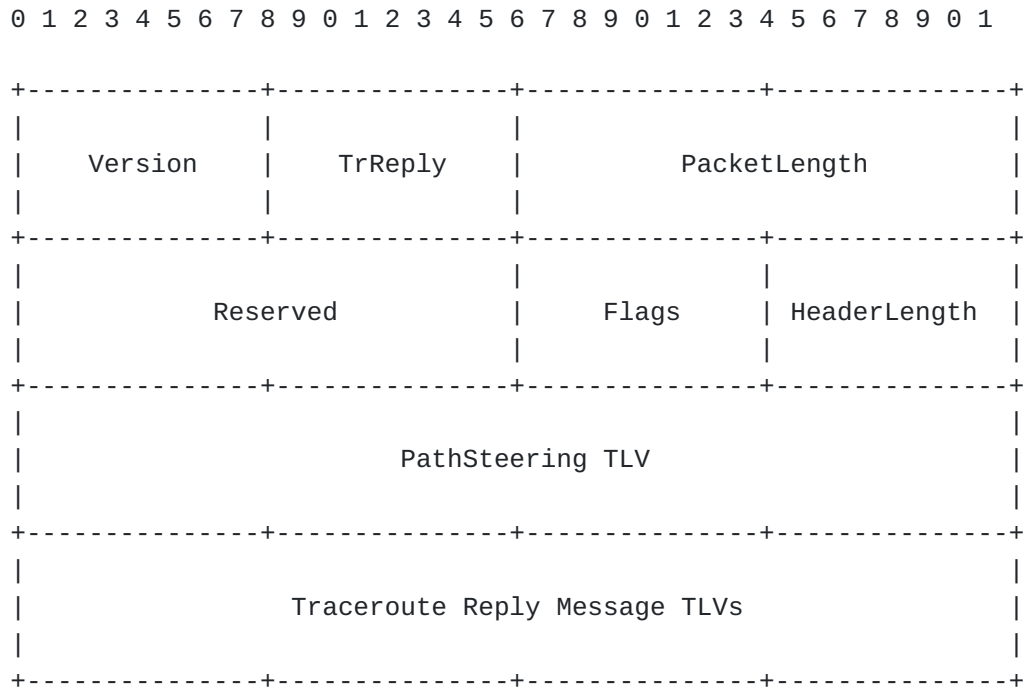 0 1 2 3 4 5 6 7 8 9 0 1 2 3 4 5 6 7 8 9 0 1 2 3 4 5 6 7 8 9 0 1
+---------------+---------------+---------------+---------------+
|               |               |                               |
|    Version    |    TrReply    |          PacketLength         |
|               |               |                               |
+---------------+---------------+---------------+---------------+
|                               |               |               |
|            Reserved           |     Flags     | HeaderLength  |
|                               |               |               |
+---------------+---------------+---------------+---------------+
|                                                               |
|                        PathSteering TLV                       |
|                                                               |
+---------------+---------------+---------------+---------------+
|                                                               |
|                 Traceroute Reply Message TLVs                 |
|                                                               |
+---------------+---------------+---------------+---------------+